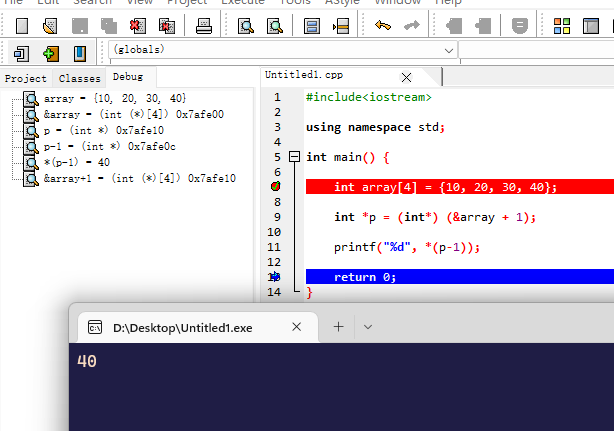 Edit Search View Project Execute Tools AStyle Window Help
(globals)
Project Classes Debug
array = {10, 20, 30, 40}
&array = (int (*)[4]) 0x7afe00
p = (int *) 0x7afe10
p-1 = (int *) 0x7afe0c
*(p-1) = 40
&array+1 = (int (*)[4]) 0x7afe10
Untitled1.cpp
1 #include<iostream>
2
3 using namespace std;
4
5 int main() {
6
int array[4] = {10, 20, 30, 40};
8
9 int *p = (int*) (&array + 1);
10
11 printf("%d", *(p-1));
12
13 return 0;
14 }
D:\Desktop\Untitled1.exe
40